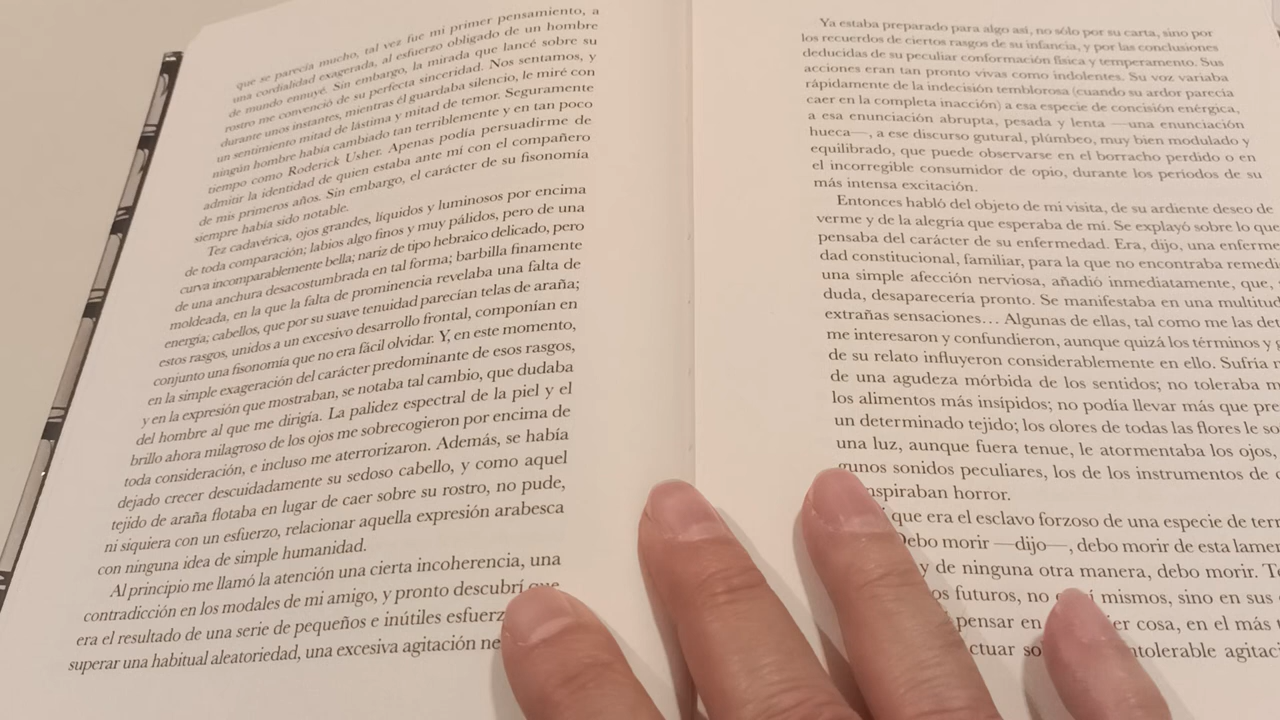 que se parecía mucho, tal vez fue mi primer pensamiento, a
una cordialidad exagerada, al esfuerzo obligado de un hombre
de mundo ennuyé. Sin embargo, la mirada que lancé sobre su
rostro me convenció de su perfecta sinceridad. Nos sentamos, y
durante unos instantes, mientras él guardaba silencio, le miré con
un sentimiento mitad de lástima y mitad de temor. Seguramente
ningún hombre había cambiado tan terriblemente y en tan poco
tiempo como Roderick Usher. Apenas podía persuadirme de
admitir la identidad de quien estaba ante mí con el compañero
de mis primeros años. Sin embargo, el carácter de su fisonomía
siempre había sido notable.
Tez cadavérica, ojos grandes, líquidos y luminosos por encima
de toda comparación; labios algo finos y muy pálidos, pero de una
curva incomparablemente bella; nariz de tipo hebraico delicado, pero
de una anchura desacostumbrada en tal forma; barbilla finamente
moldeada, en la que la falta de prominencia revelaba una falta de
energía; cabellos, que por su suave tenuidad parecían telas de araña;
estos rasgos, unidos a un excesivo desarrollo frontal, componían en
conjunto una fisonomía que no era fácil olvidar. Y, en este momento,
en la simple exageración del carácter predominante de esos rasgos,
y en la expresión que mostraban, se notaba tal cambio, que dudaba
del hombre al que me dirigía. La palidez espectral de la piel y el
brillo ahora milagroso de los ojos me sobrecogieron por encima de
toda consideración, e incluso me aterrorizaron. Además, se había
dejado crecer descuidadamente su sedoso cabello, y como aquel
tejido de araña flotaba en lugar de caer sobre su rostro, no pude,
ni siquiera con un esfuerzo, relacionar aquella expresión arabesca
con ninguna idea de simple humanidad.
Al principio me llamó la atención una cierta incoherencia, una
contradicción en los modales de mi amigo, y pronto descubrí que
era el resultado de una serie de pequeños e inútiles esfuerz
superar una habitual aleatoriedad, una excesiva agitación ne
Ya estaba preparado para algo así, no sólo por su carta, sino por
los recuerdos de ciertos rasgos de su infancia, y por las conclusiones
deducidas de su peculiar conformación física y temperamento. Sus
acciones eran tan pronto vivas como indolentes. Su voz variaba
rápidamente de la indecisión temblorosa (cuando su ardor parecía
caer en la completa inacción) a esa especie de concisión enérgica,
a esa enunciación abrupta, pesada y lenta —una enunciación
hueca—, a ese discurso gutural, plúmbeo, muy bien modulado y
equilibrado, que puede observarse en el borracho perdido o en
el incorregible consumidor de opio, durante los periodos de su
más intensa excitación.
Entonces habló del objeto de mi visita, de su ardiente deseo de
verme y de la alegría que esperaba de mí. Se explayó sobre lo que
pensaba del carácter de su enfermedad. Era, dijo, una enferme
dad constitucional, familiar, para la que no encontraba remedi
una simple afección nerviosa, añadió inmediatamente, que,
duda, desaparecería pronto. Se manifestaba en una multitud
extrañas sensaciones… Algunas de ellas, tal como me las det
me interesaron y confundieron, aunque quizá los términos y g
de su relato influyeron considerablemente en ello. Sufría
de una agudeza mórbida de los sentidos; no toleraba m
los alimentos más insípidos; no podía llevar más que pre
un determinado tejido; los olores de todas las flores le so
una luz, aunque fuera tenue, le atormentaba los ojos,
gunos sonidos peculiares, los de los instrumentos de c
nspiraban horror.
que era el esclavo forzoso de una especie de terr
Debo morir —dijo—, debo morir de esta lamen
y de ninguna otra manera, debo morir. T
os futuros, no mismos, sino en sus
pensar en er cosa, en el más
ctuar so ntolerable agitaci